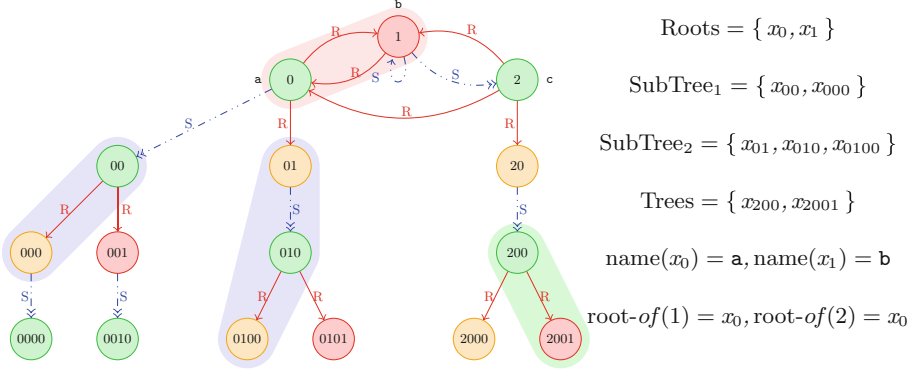 b
R
1
Roots = { x₀, x₁ }
R
R
a
0
S
S
2
c
SubTree₁ = { x₀₀, x₀₀₀ }
R
S
R
R
SubTree₂ = { x₀₁, x₀₁₀, x₀₁₀₀ }
00
01
20
Trees = { x₂₀₀, x₂₀₀₁ }
R
R
S
S
000
001
010
200
name(x₀) = a, name(x₁) = b
S
S
R
R
R
R
root-of(1) = x₀, root-of(2) = x₀
0000
0010
0100
0101
2000
2001